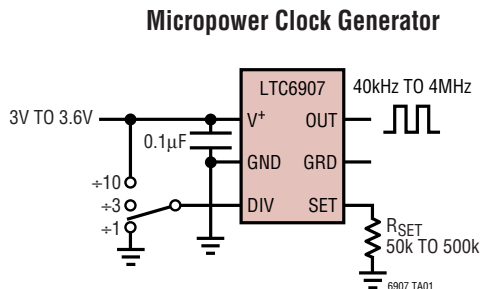 Micropower Clock Generator
LTC6907
40kHz TO 4MHz
3V TO 3.6V
V+
OUT
0.1μF
GND
GRD
÷10
÷3
DIV
SET
÷1
RSET
50k TO 500k
6907 TA01